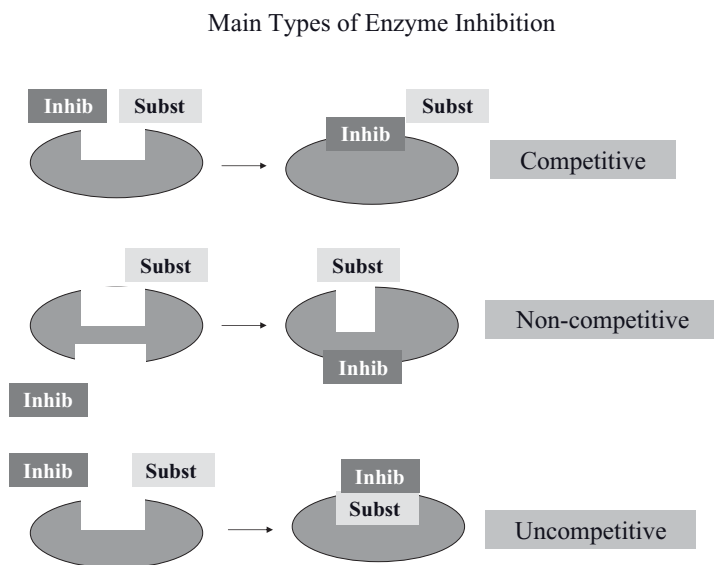 Main Types of Enzyme Inhibition
Inhib Subst
Subst
Inhib
Competitive
Subst
Subst
Non-competitive
Inhib
Inhib
Inhib Subst
Inhib
Subst
Uncompetitive